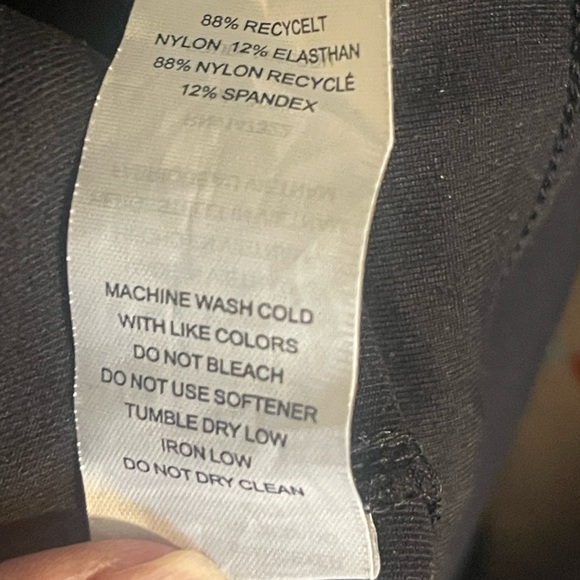 88% RECYCELT
NYLON 12% ELASTHAN
88% NYLON RECYCLÉ
12% SPANDEX
MACHINE WASH COLD
WITH LIKE COLORS
DO NOT BLEACH
DO NOT USE SOFTENER
TUMBLE DRY LOW
IRON LOW
DO NOT DRY CLEAN